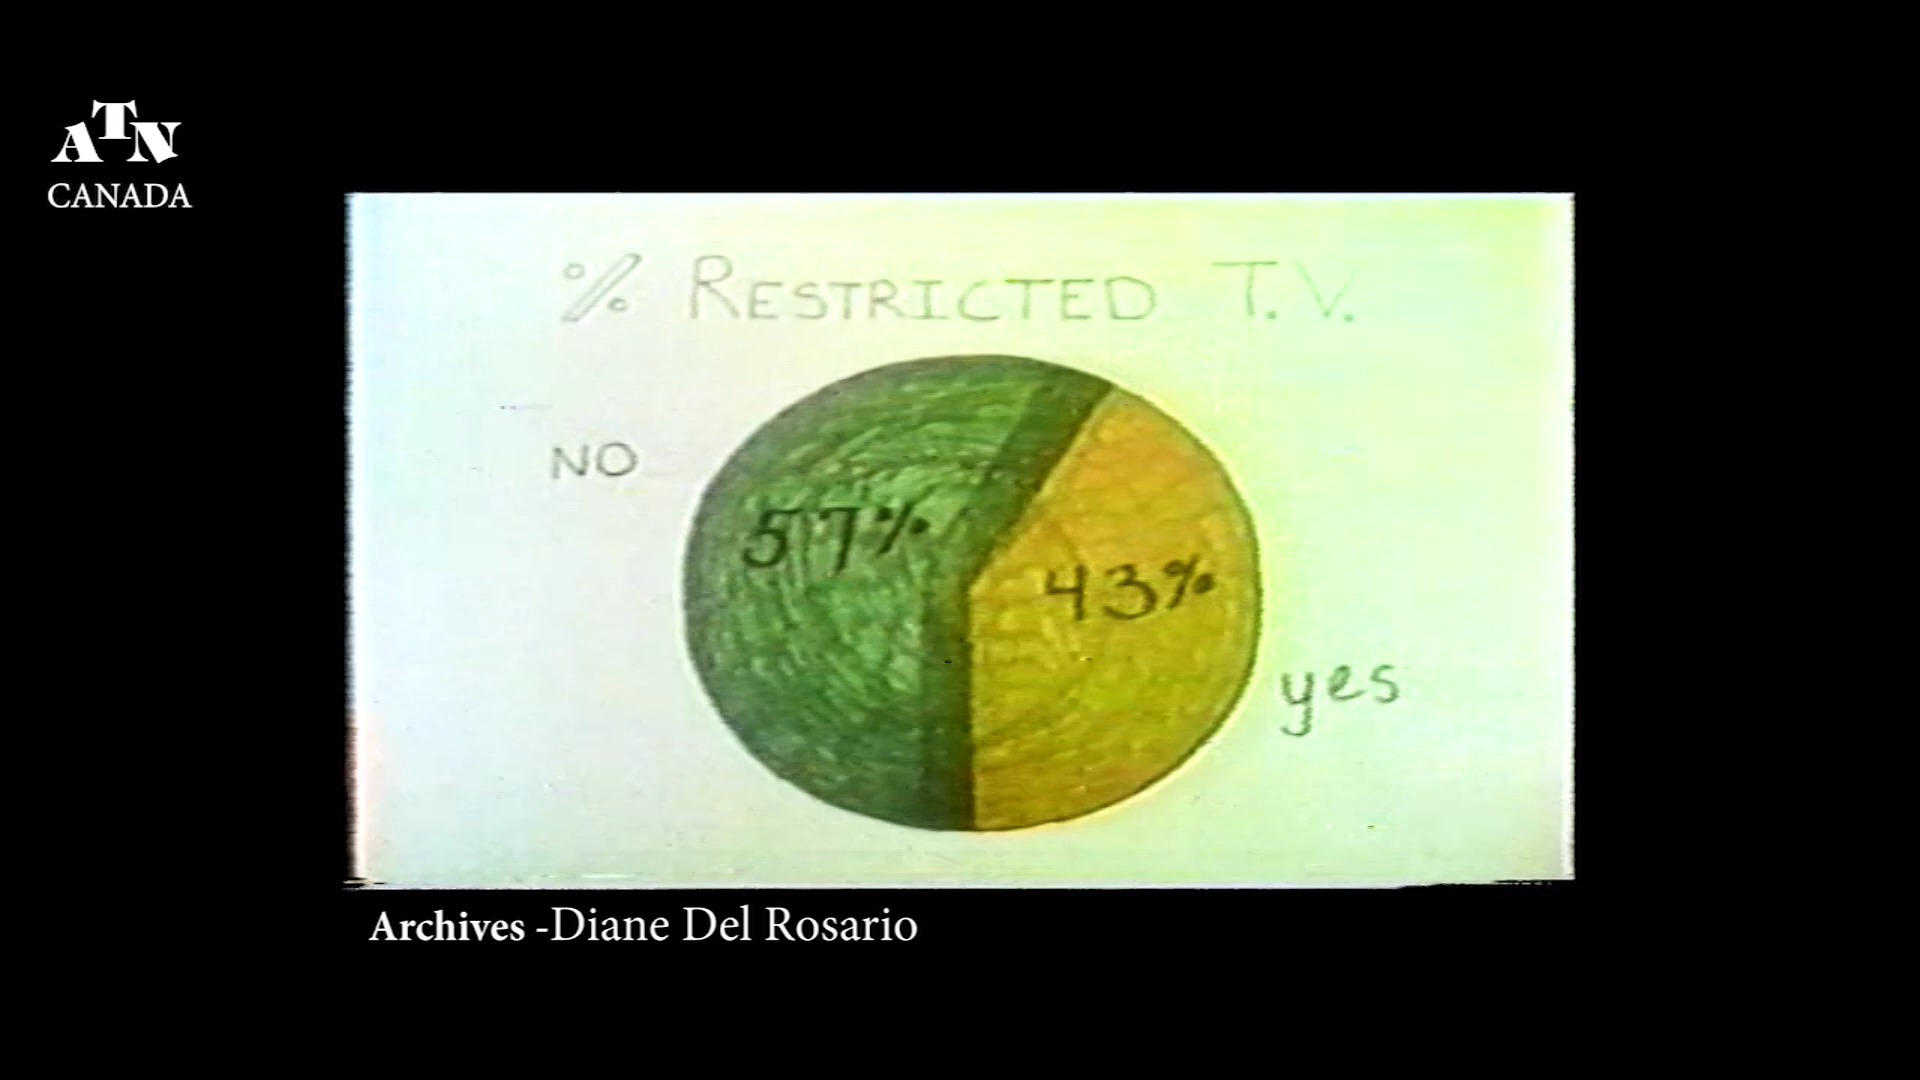 ATN
CANADA
% RESTRICTED T.V.
NO
57%
43%
yes
Archives -Diane Del Rosario